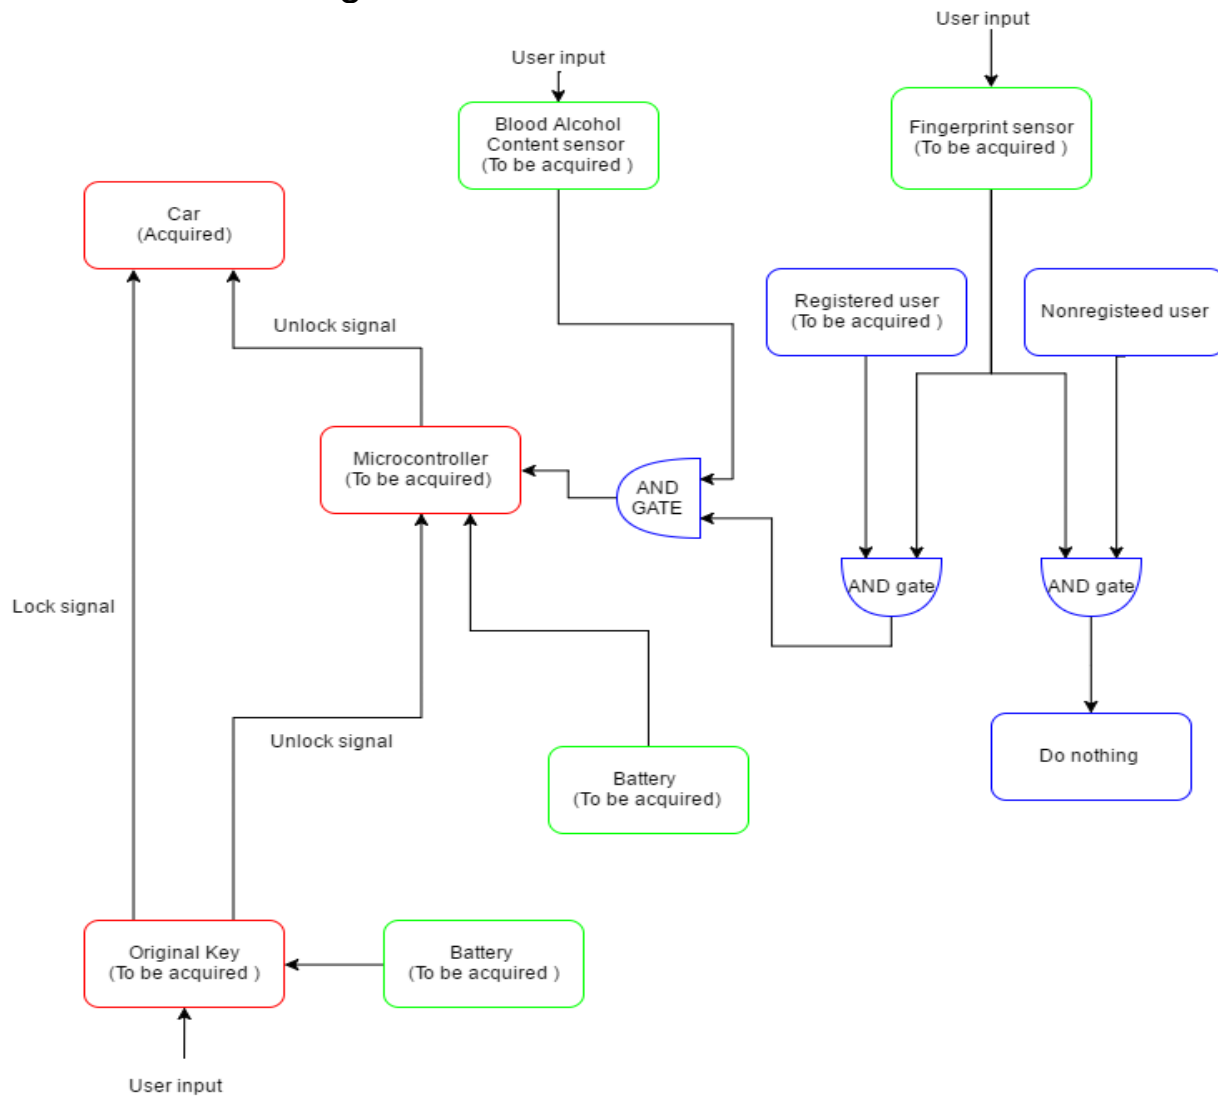 User input
User input
Blood Alcohol
Content sensor
(To be acquired )
Fingerprint sensor
(To be acquired )
Car
(Acquired)
Registered user
(To be acquired )
Nonregisteed user
Unlock signal
Microcontroller
(To be acquired)
AND
GATE
AND gate
AND gate
Lock signal
Unlock signal
Battery
(To be acquired)
Do nothing
Original Key
(To be acquired )
Battery
(To be acquired )
User input